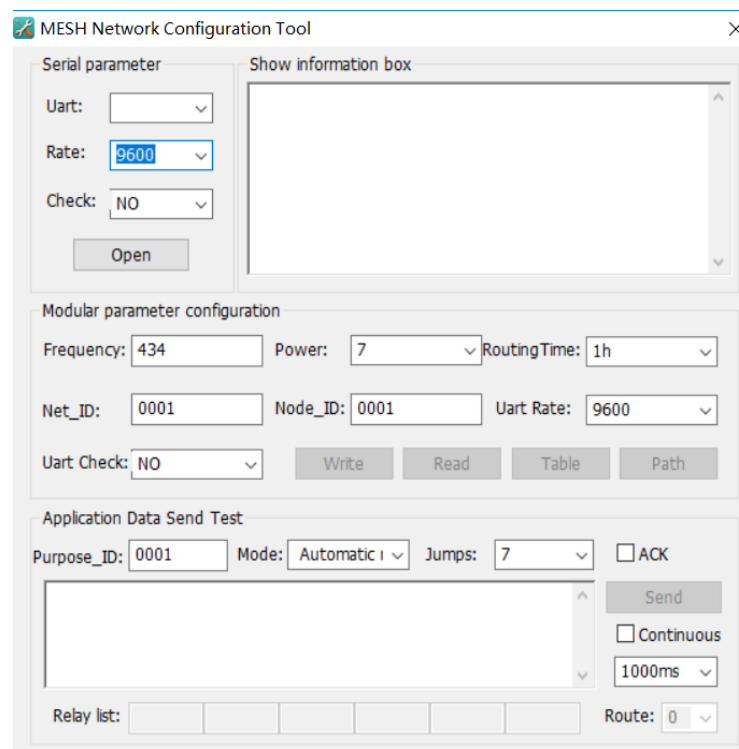 MESH Network Configuration Tool
Serial parameter
Show information box
Uart:
Rate: 9600
Check: NO
Open
Modular parameter configuration
Frequency: 434 Power: 7 RoutingTime: 1h
Net_ID: 0001 Node_ID: 0001 Uart Rate: 9600
Uart Check: NO Write Read Table Path
Application Data Send Test
Purpose_ID: 0001 Mode: Automatic Jumps: 7 ACK
Send
Continuous
1000ms
Relay list: Route: 0